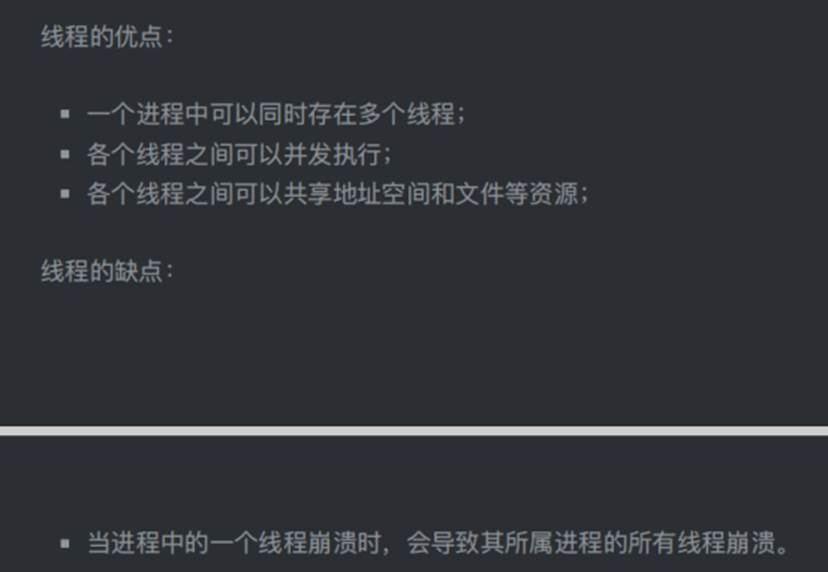 线程的优点：
▪ 一个进程中可以同时存在多个线程；
▪ 各个线程之间可以并发执行；
▪ 各个线程之间可以共享地址空间和文件等资源；
线程的缺点：
▪ 当进程中的一个线程崩溃时，会导致其所属进程的所有线程崩溃。